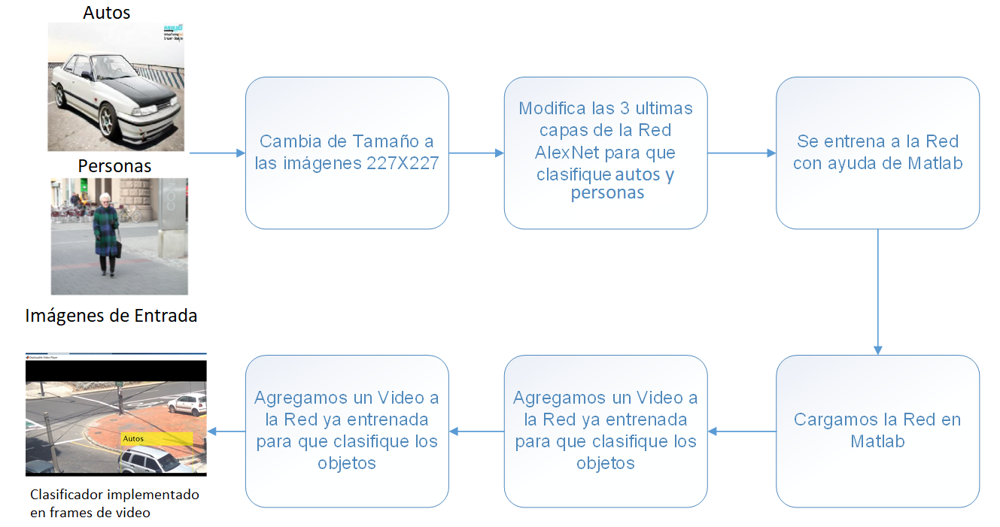 Autos
Personas
Imágenes de Entrada
Cambia de Tamaño a
las imágenes 227X227
Modifica las 3 ultimas
capas de la Red
AlexNet para que
clasifique autos y
personas
Se entrena a la Red
con ayuda de Matlab
Cargamos la Red en
Matlab
Agregamos un Video a
la Red ya entrenada
para que clasifique los
objetos
Agregamos un Video a
la Red ya entrenada
para que clasifique los
objetos
Deployable Video Player
Autos
Clasificador implementado
en frames de video